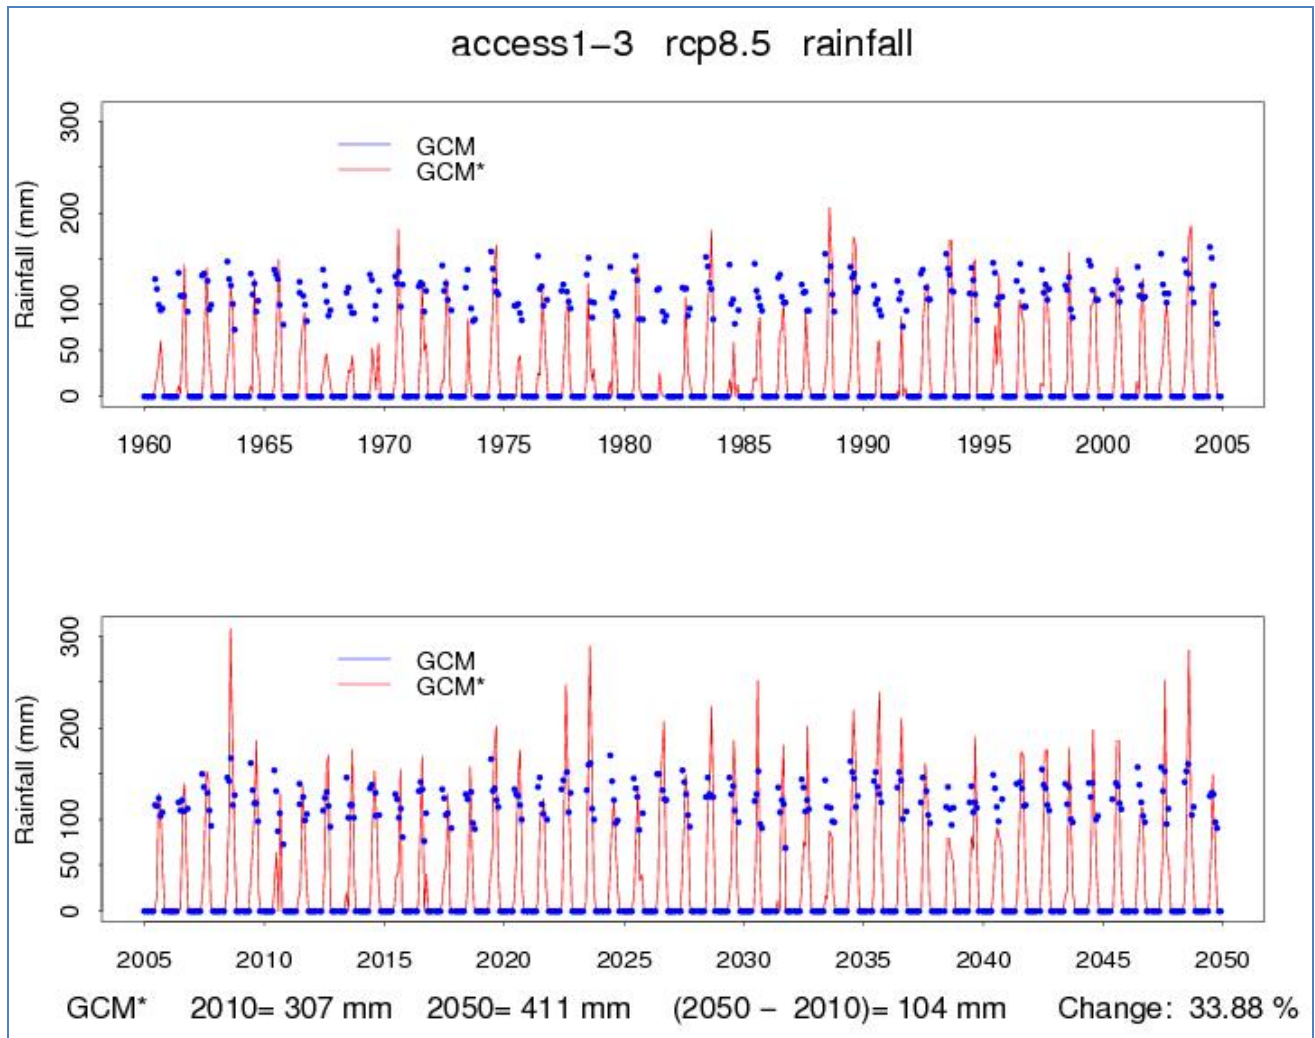 access1−3 rcp8.5 rainfall
300
200
100
50
0
Rainfall (mm)
GCM
GCM*
1960 1965 1970 1975 1980 1985 1990 1995 2000 2005
300
200
100
50
0
Rainfall (mm)
GCM
GCM*
2005 2010 2015 2020 2025 2030 2035 2040 2045 2050
GCM* 2010= 307 mm 2050= 411 mm (2050 − 2010)= 104 mm Change: 33.88 %